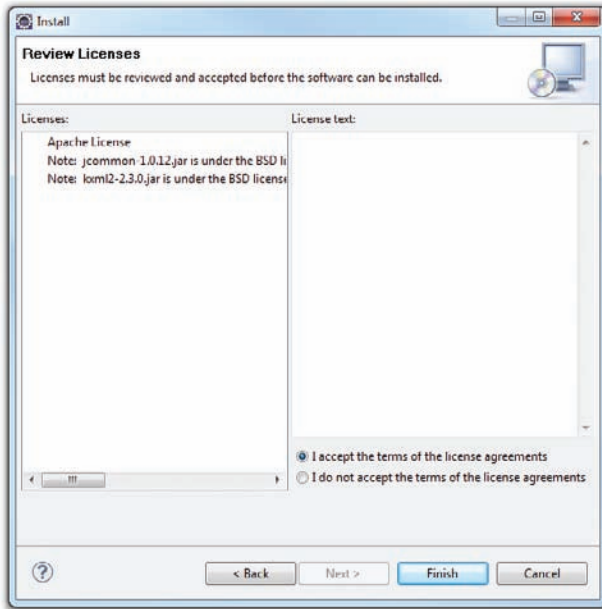 Install
Review Licenses
Licenses must be reviewed and accepted before the software can be installed.
Licenses:
License text:
Apache License
Note: jcommon-1.0.12.jar is under the BSD li
Note: kxml2-2.3.0.jar is under the BSD license
I accept the terms of the license agreements
I do not accept the terms of the license agreements
< Back
Next >
Finish
Cancel